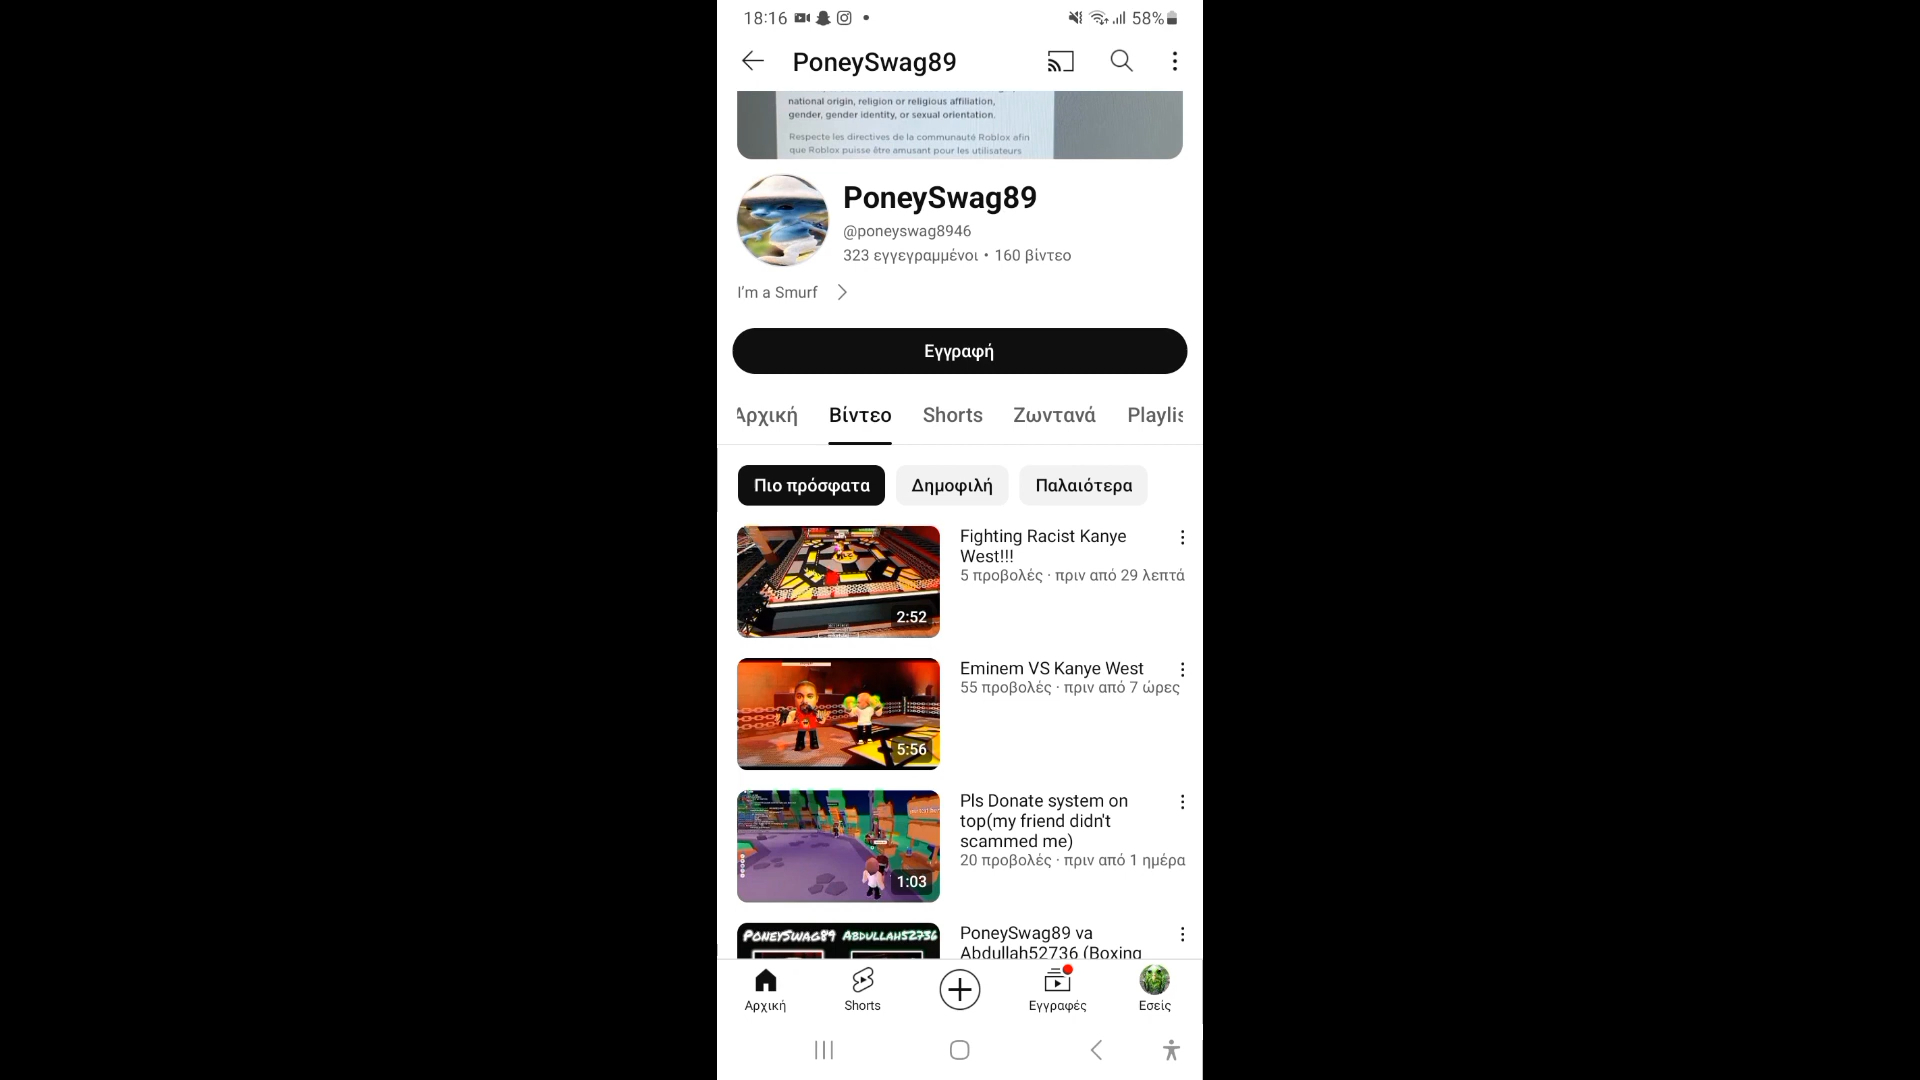 18:16
58%
PoneySwag89
national origin, religion or religious affiliation,
gender, gender identity, or sexual orientation.
Respecte les directives de la communauté Roblox afin
que Roblox puisse être amusant pour les utilisateurs
PoneySwag89
@poneyswag8946
323 εγγεγραμμένοι • 160 βίντεο
I'm a Smurf
Εγγραφή
Αρχική Βίντεο Shorts Ζωντανά Playlis
Πιο πρόσφατα Δημοφιλή Παλαιότερα
Fighting Racist Kanye
West!!!
5 προβολές · πριν από 29 λεπτά
2:52
Eminem VS Kanye West
55 προβολές · πριν από 7 ώρες
5:56
Pls Donate system on
top(my friend didn't
scammed me)
20 προβολές · πριν από 1 ημέρα
1:03
PoneySwag89 Abdullah52736
PoneySwag89 va
Abdullah52736 (Boxing
Αρχική Shorts Εγγραφές Εσείς